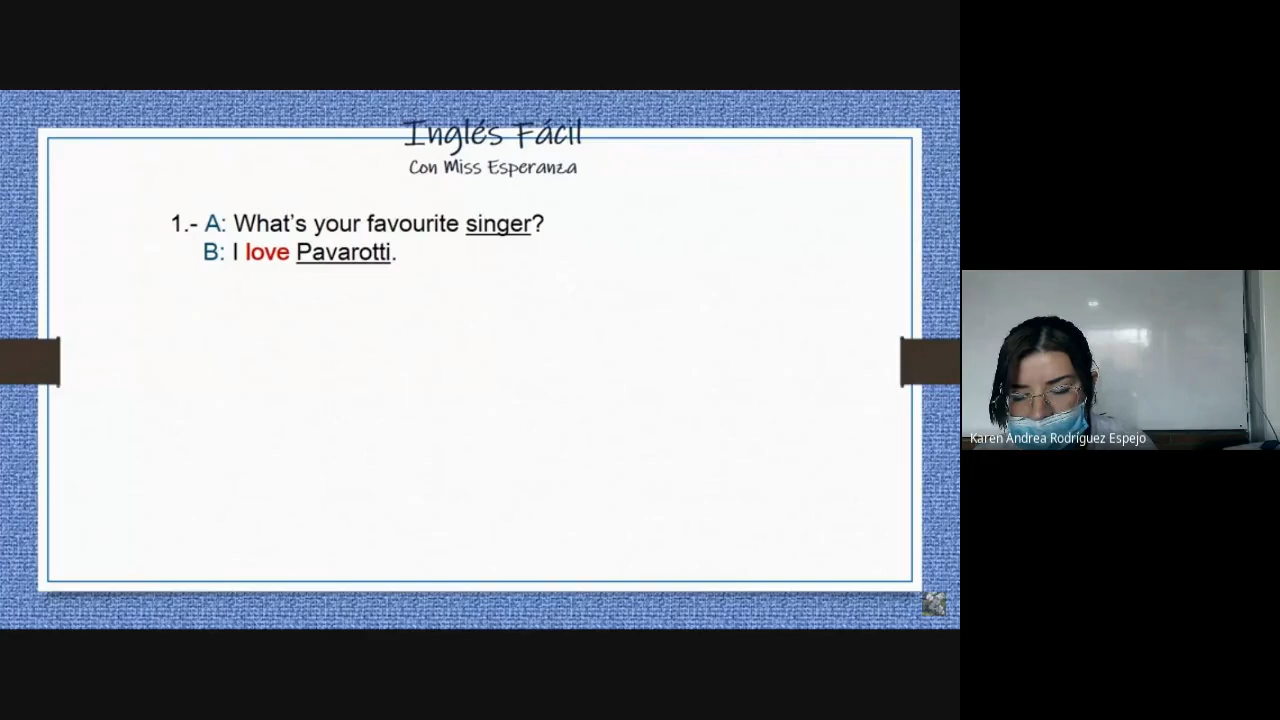 Inglés Fácil
Con Miss Esperanza
1.- A: What's your favourite singer?
B: I love Pavarotti.
Karen Andrea Rodríguez Espejo